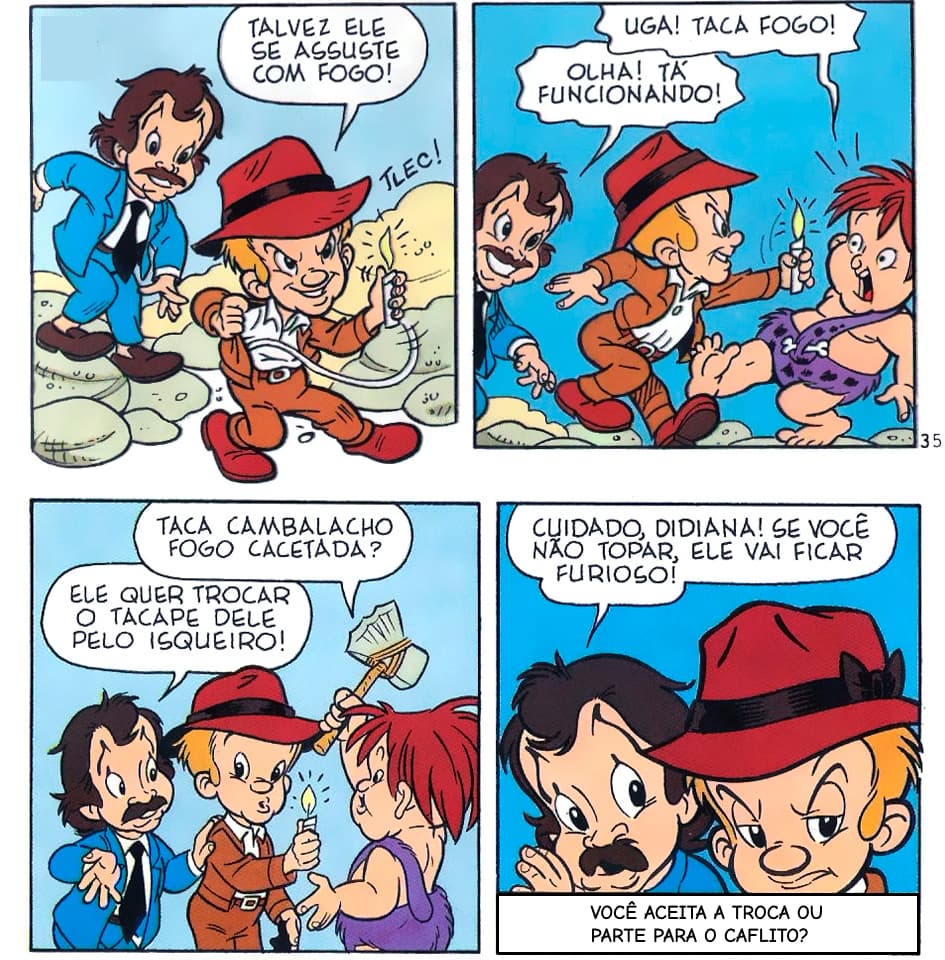 TALVEZ ELE
SE ASSUSTE
COM FOGO!
TLEC!
UGA! TACA FOGO!
OLHA! TÁ
FUNCIONANDO!
35
TACA CAMBALACHO
FOGO CACETADA?
ELE QUER TROCAR
O TACAPE DELE
PELO ISQUEIRO!
CUIDADO, DIDIANA! SE VOCÊ
NÃO TOPAR, ELE VAI FICAR
FURIOSO!
VOCÊ ACEITA A TROCA OU
PARTE PARA O CAFLITO?